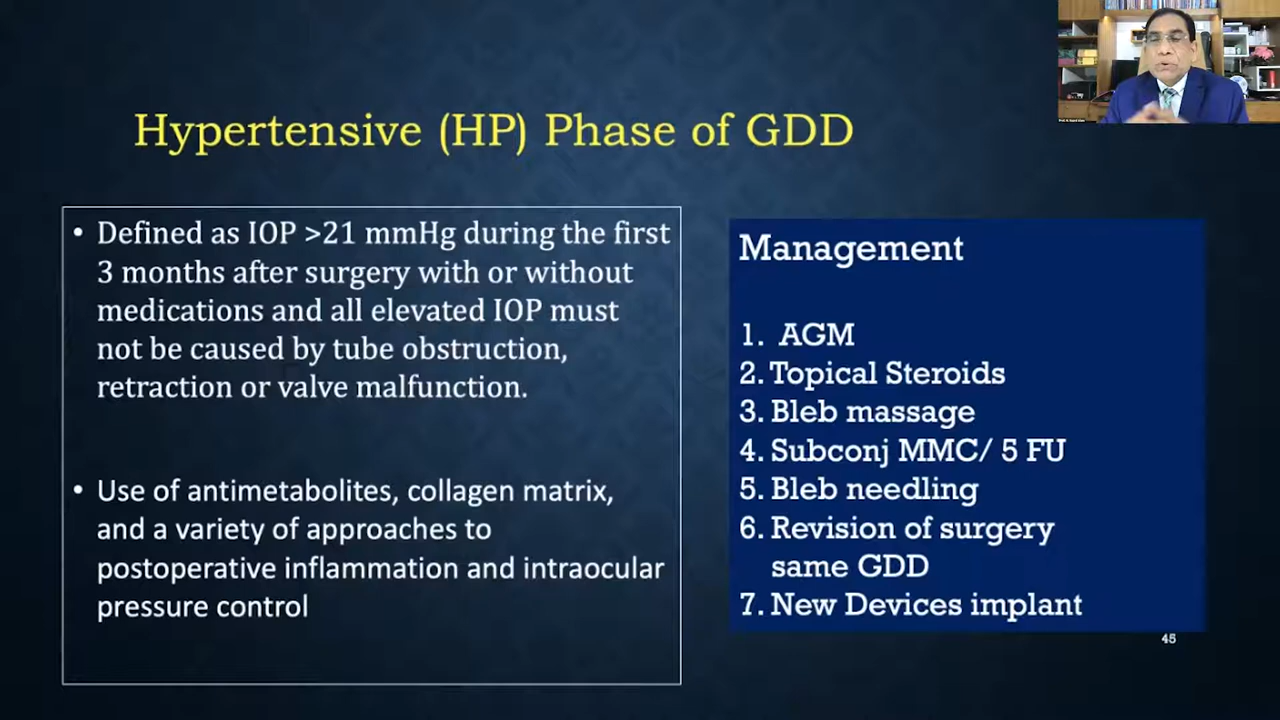 Hypertensive (HP) Phase of GDD
• Defined as IOP >21 mmHg during the first
3 months after surgery with or without
medications and all elevated IOP must
not be caused by tube obstruction,
retraction or valve malfunction.
• Use of antimetabolites, collagen matrix,
and a variety of approaches to
postoperative inflammation and intraocular
pressure control
Management
1. AGM
2. Topical Steroids
3. Bleb massage
4. Subconj MMC/ 5 FU
5. Bleb needling
6. Revision of surgery
same GDD
7. New Devices implant
45